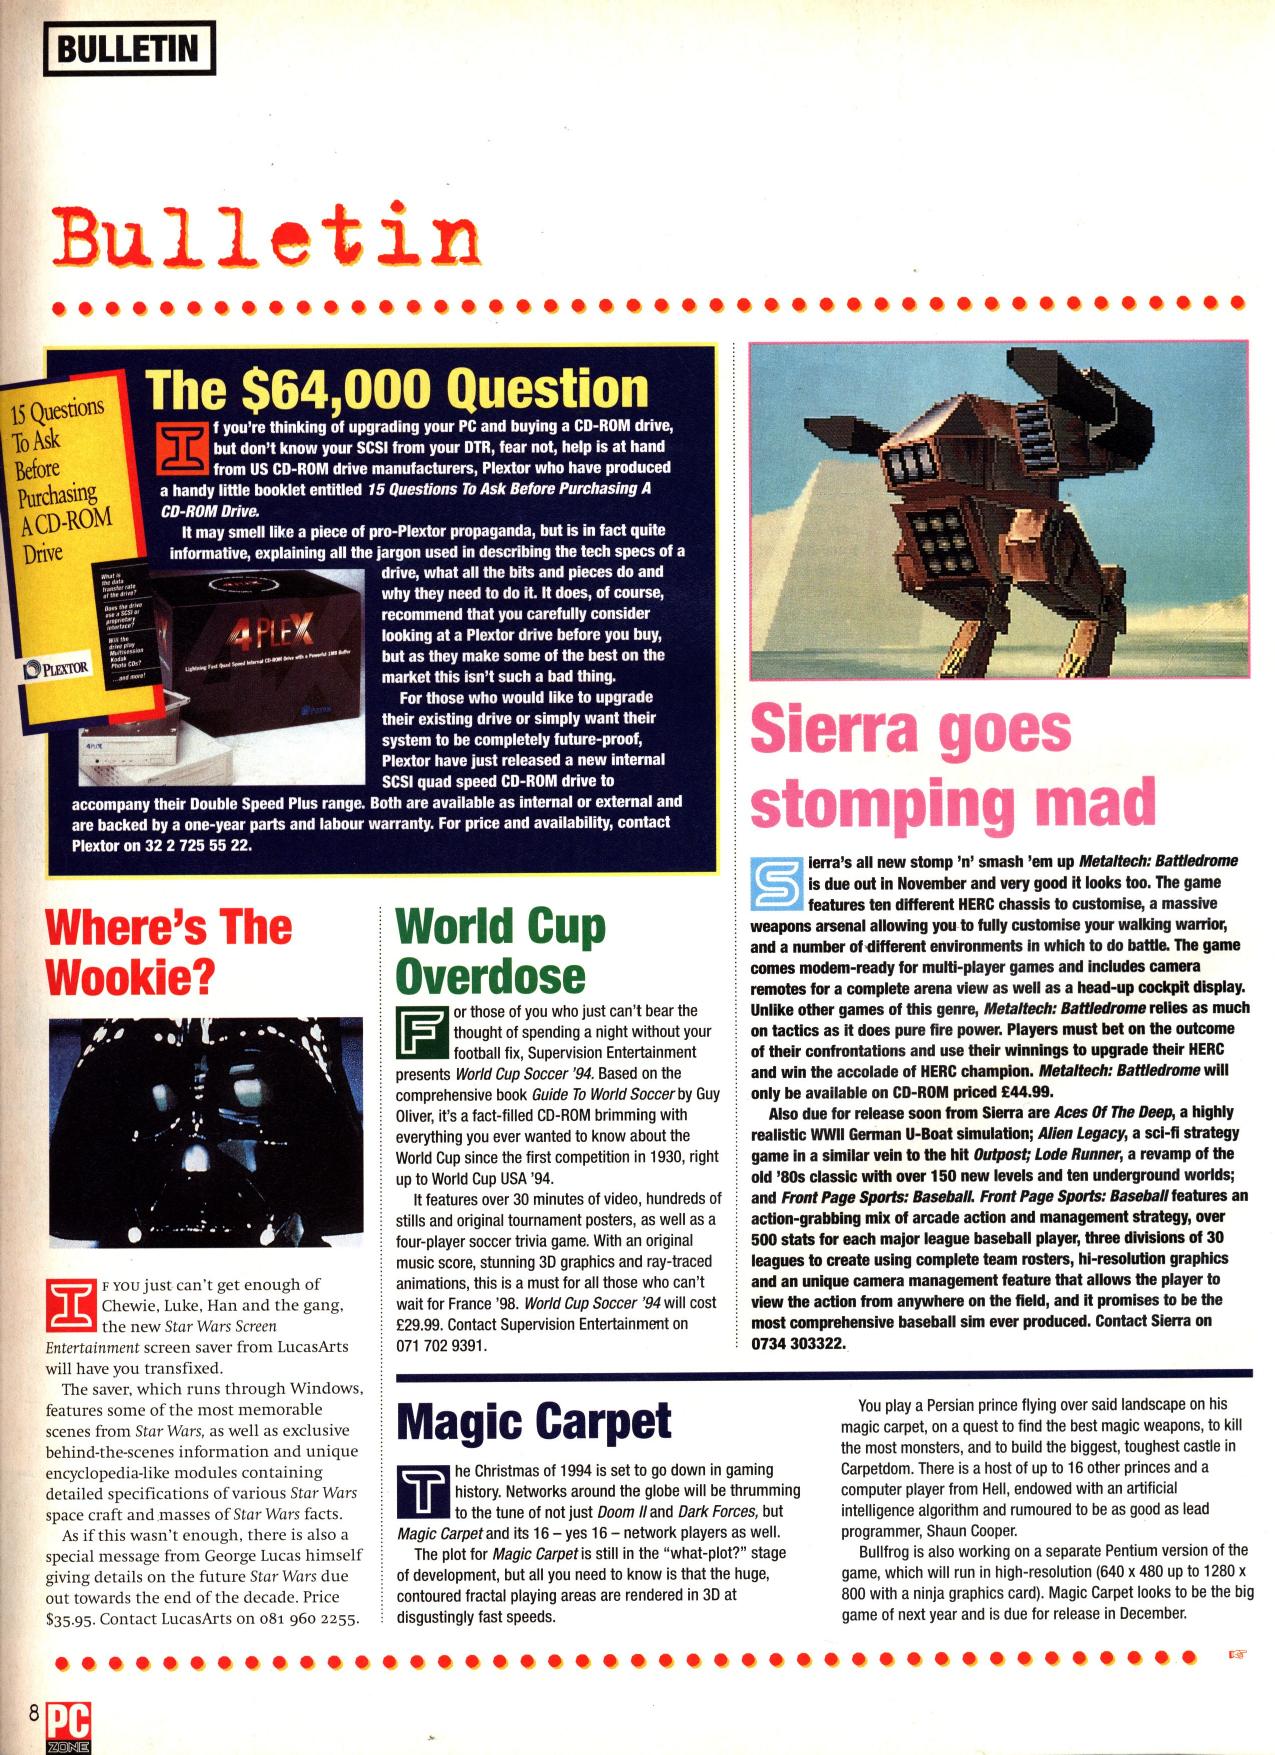 BULLETIN
Bulletin
The $64,000 Question
If you're thinking of upgrading your PC and buying a CD-ROM drive,
but don't know your SCSI from your DTR, fear not, help is at hand
from US CD-ROM drive manufacturers, Plextor who have produced
a handy little booklet entitled 15 Questions To Ask Before Purchasing A
CD-ROM Drive.
It may smell like a piece of pro-Plextor propaganda, but is in fact quite
informative, explaining all the jargon used in describing the tech specs of a
drive, what all the bits and pieces do and
why they need to do it. It does, of course,
recommend that you carefully consider
looking at a Plextor drive before you buy,
but as they make some of the best on the
market this isn't such a bad thing.
For those who would like to upgrade
their existing drive or simply want their
system to be completely future-proof,
Plextor have just released a new internal
SCSI quad speed CD-ROM drive to
accompany their Double Speed Plus range. Both are available as internal or external and
are backed by a one-year parts and labour warranty. For price and availability, contact
Plextor on 32 2 725 55 22.
15 Questions
To Ask
Before
Purchasing
A CD-ROM
Drive
What is
the data
transfer rate
of the drive?
Does the drive
use a SCSI or
proprietary
interface?
Will the
drive play
Multisession
Kodak
Photo CDs?
...and more!
PLEXTOR
4PLEX
Lightning Fast Quad Speed Internal CD-ROM Drive with a Powerful 1MB Buffer
PLEXTOR
4PLEX
Where's The
Wookie?
IF YOU just can't get enough of
Chewie, Luke, Han and the gang,
the new Star Wars Screen
Entertainment screen saver from LucasArts
will have you transfixed.
The saver, which runs through Windows,
features some of the most memorable
scenes from Star Wars, as well as exclusive
behind-the-scenes information and unique
encyclopedia-like modules containing
detailed specifications of various Star Wars
space craft and masses of Star Wars facts.
As if this wasn't enough, there is also a
special message from George Lucas himself
giving details on the future Star Wars due
out towards the end of the decade. Price
$35.95. Contact LucasArts on 081 960 2255.
World Cup
Overdose
For those of you who just can't bear the
thought of spending a night without your
football fix, Supervision Entertainment
presents World Cup Soccer '94. Based on the
comprehensive book Guide To World Soccer by Guy
Oliver, it's a fact-filled CD-ROM brimming with
everything you ever wanted to know about the
World Cup since the first competition in 1930, right
up to World Cup USA '94.
It features over 30 minutes of video, hundreds of
stills and original tournament posters, as well as a
four-player soccer trivia game. With an original
music score, stunning 3D graphics and ray-traced
animations, this is a must for all those who can't
wait for France '98. World Cup Soccer '94 will cost
£29.99. Contact Supervision Entertainment on
071 702 9391.
Sierra goes
stomping mad
Sierra's all new stomp 'n' smash 'em up Metaltech: Battledrome
is due out in November and very good it looks too. The game
features ten different HERC chassis to customise, a massive
weapons arsenal allowing you to fully customise your walking warrior,
and a number of different environments in which to do battle. The game
comes modem-ready for multi-player games and includes camera
remotes for a complete arena view as well as a head-up cockpit display.
Unlike other games of this genre, Metaltech: Battledrome relies as much
on tactics as it does pure fire power. Players must bet on the outcome
of their confrontations and use their winnings to upgrade their HERC
and win the accolade of HERC champion. Metaltech: Battledrome will
only be available on CD-ROM priced £44.99.
Also due for release soon from Sierra are Aces Of The Deep, a highly
realistic WWII German U-Boat simulation; Alien Legacy, a sci-fi strategy
game in a similar vein to the hit Outpost; Lode Runner, a revamp of the
old '80s classic with over 150 new levels and ten underground worlds;
and Front Page Sports: Baseball. Front Page Sports: Baseball features an
action-grabbing mix of arcade action and management strategy, over
500 stats for each major league baseball player, three divisions of 30
leagues to create using complete team rosters, hi-resolution graphics
and an unique camera management feature that allows the player to
view the action from anywhere on the field, and it promises to be the
most comprehensive baseball sim ever produced. Contact Sierra on
0734 303322.
Magic Carpet
The Christmas of 1994 is set to go down in gaming
history. Networks around the globe will be thrumming
to the tune of not just Doom II and Dark Forces, but
Magic Carpet and its 16 – yes 16 – network players as well.
The plot for Magic Carpet is still in the "what-plot?" stage
of development, but all you need to know is that the huge,
contoured fractal playing areas are rendered in 3D at
disgustingly fast speeds.
You play a Persian prince flying over said landscape on his
magic carpet, on a quest to find the best magic weapons, to kill
the most monsters, and to build the biggest, toughest castle in
Carpetdom. There is a host of up to 16 other princes and a
computer player from Hell, endowed with an artificial
intelligence algorithm and rumoured to be as good as lead
programmer, Shaun Cooper.
Bullfrog is also working on a separate Pentium version of the
game, which will run in high-resolution (640 x 480 up to 1280 x
800 with a ninja graphics card). Magic Carpet looks to be the big
game of next year and is due for release in December.
8
PC
ZONE